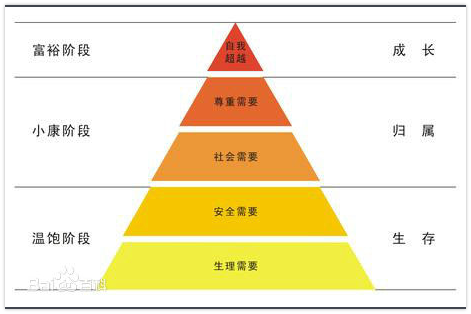 富裕阶段
自我
超越
成长
尊重需要
小康阶段
归属
社会需要
安全需要
温饱阶段
生存
生理需要
Bai百科